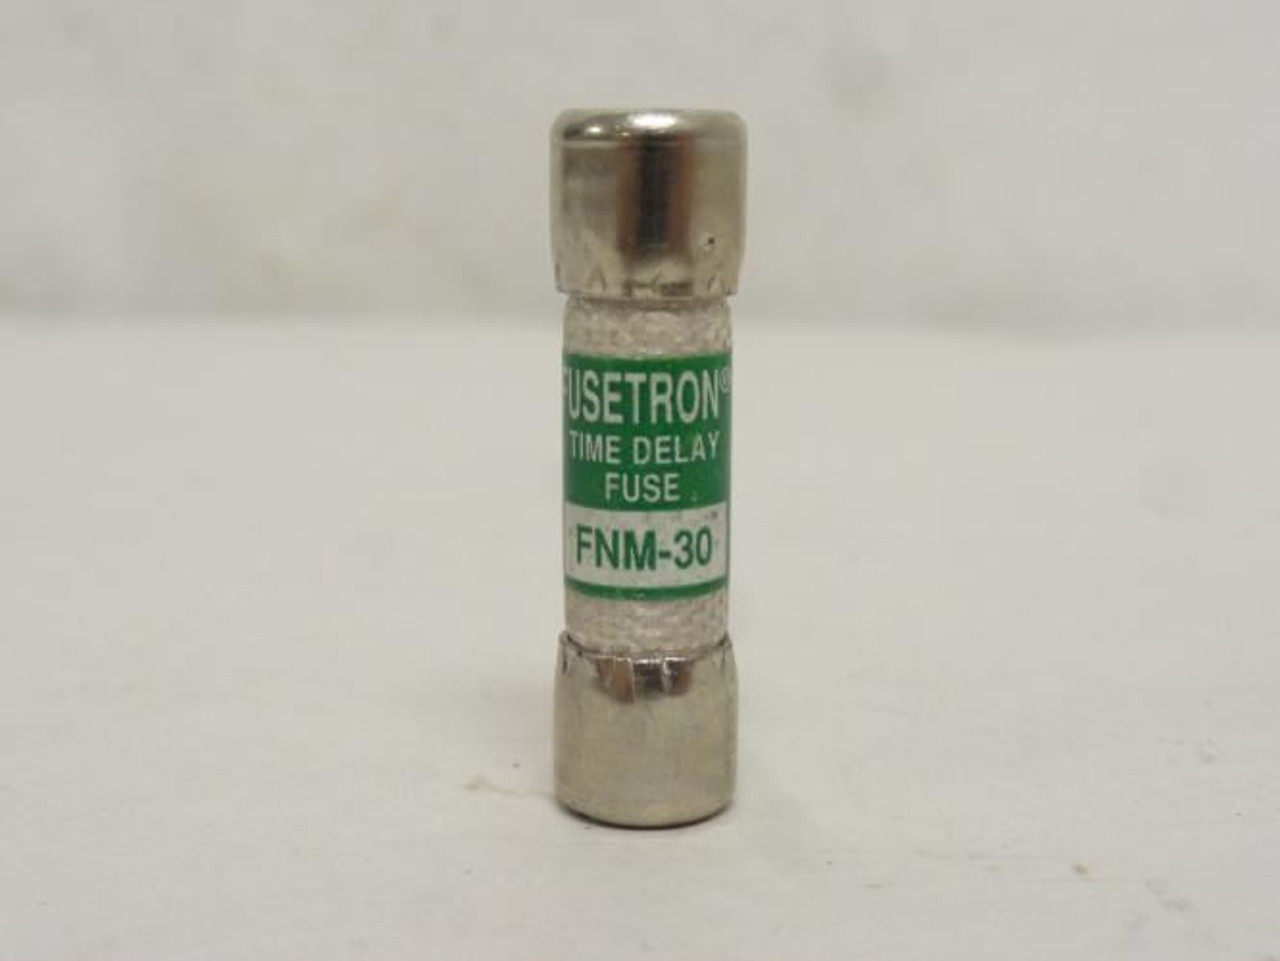 FUSETRON®
TIME DELAY
FUSE
FNM-30